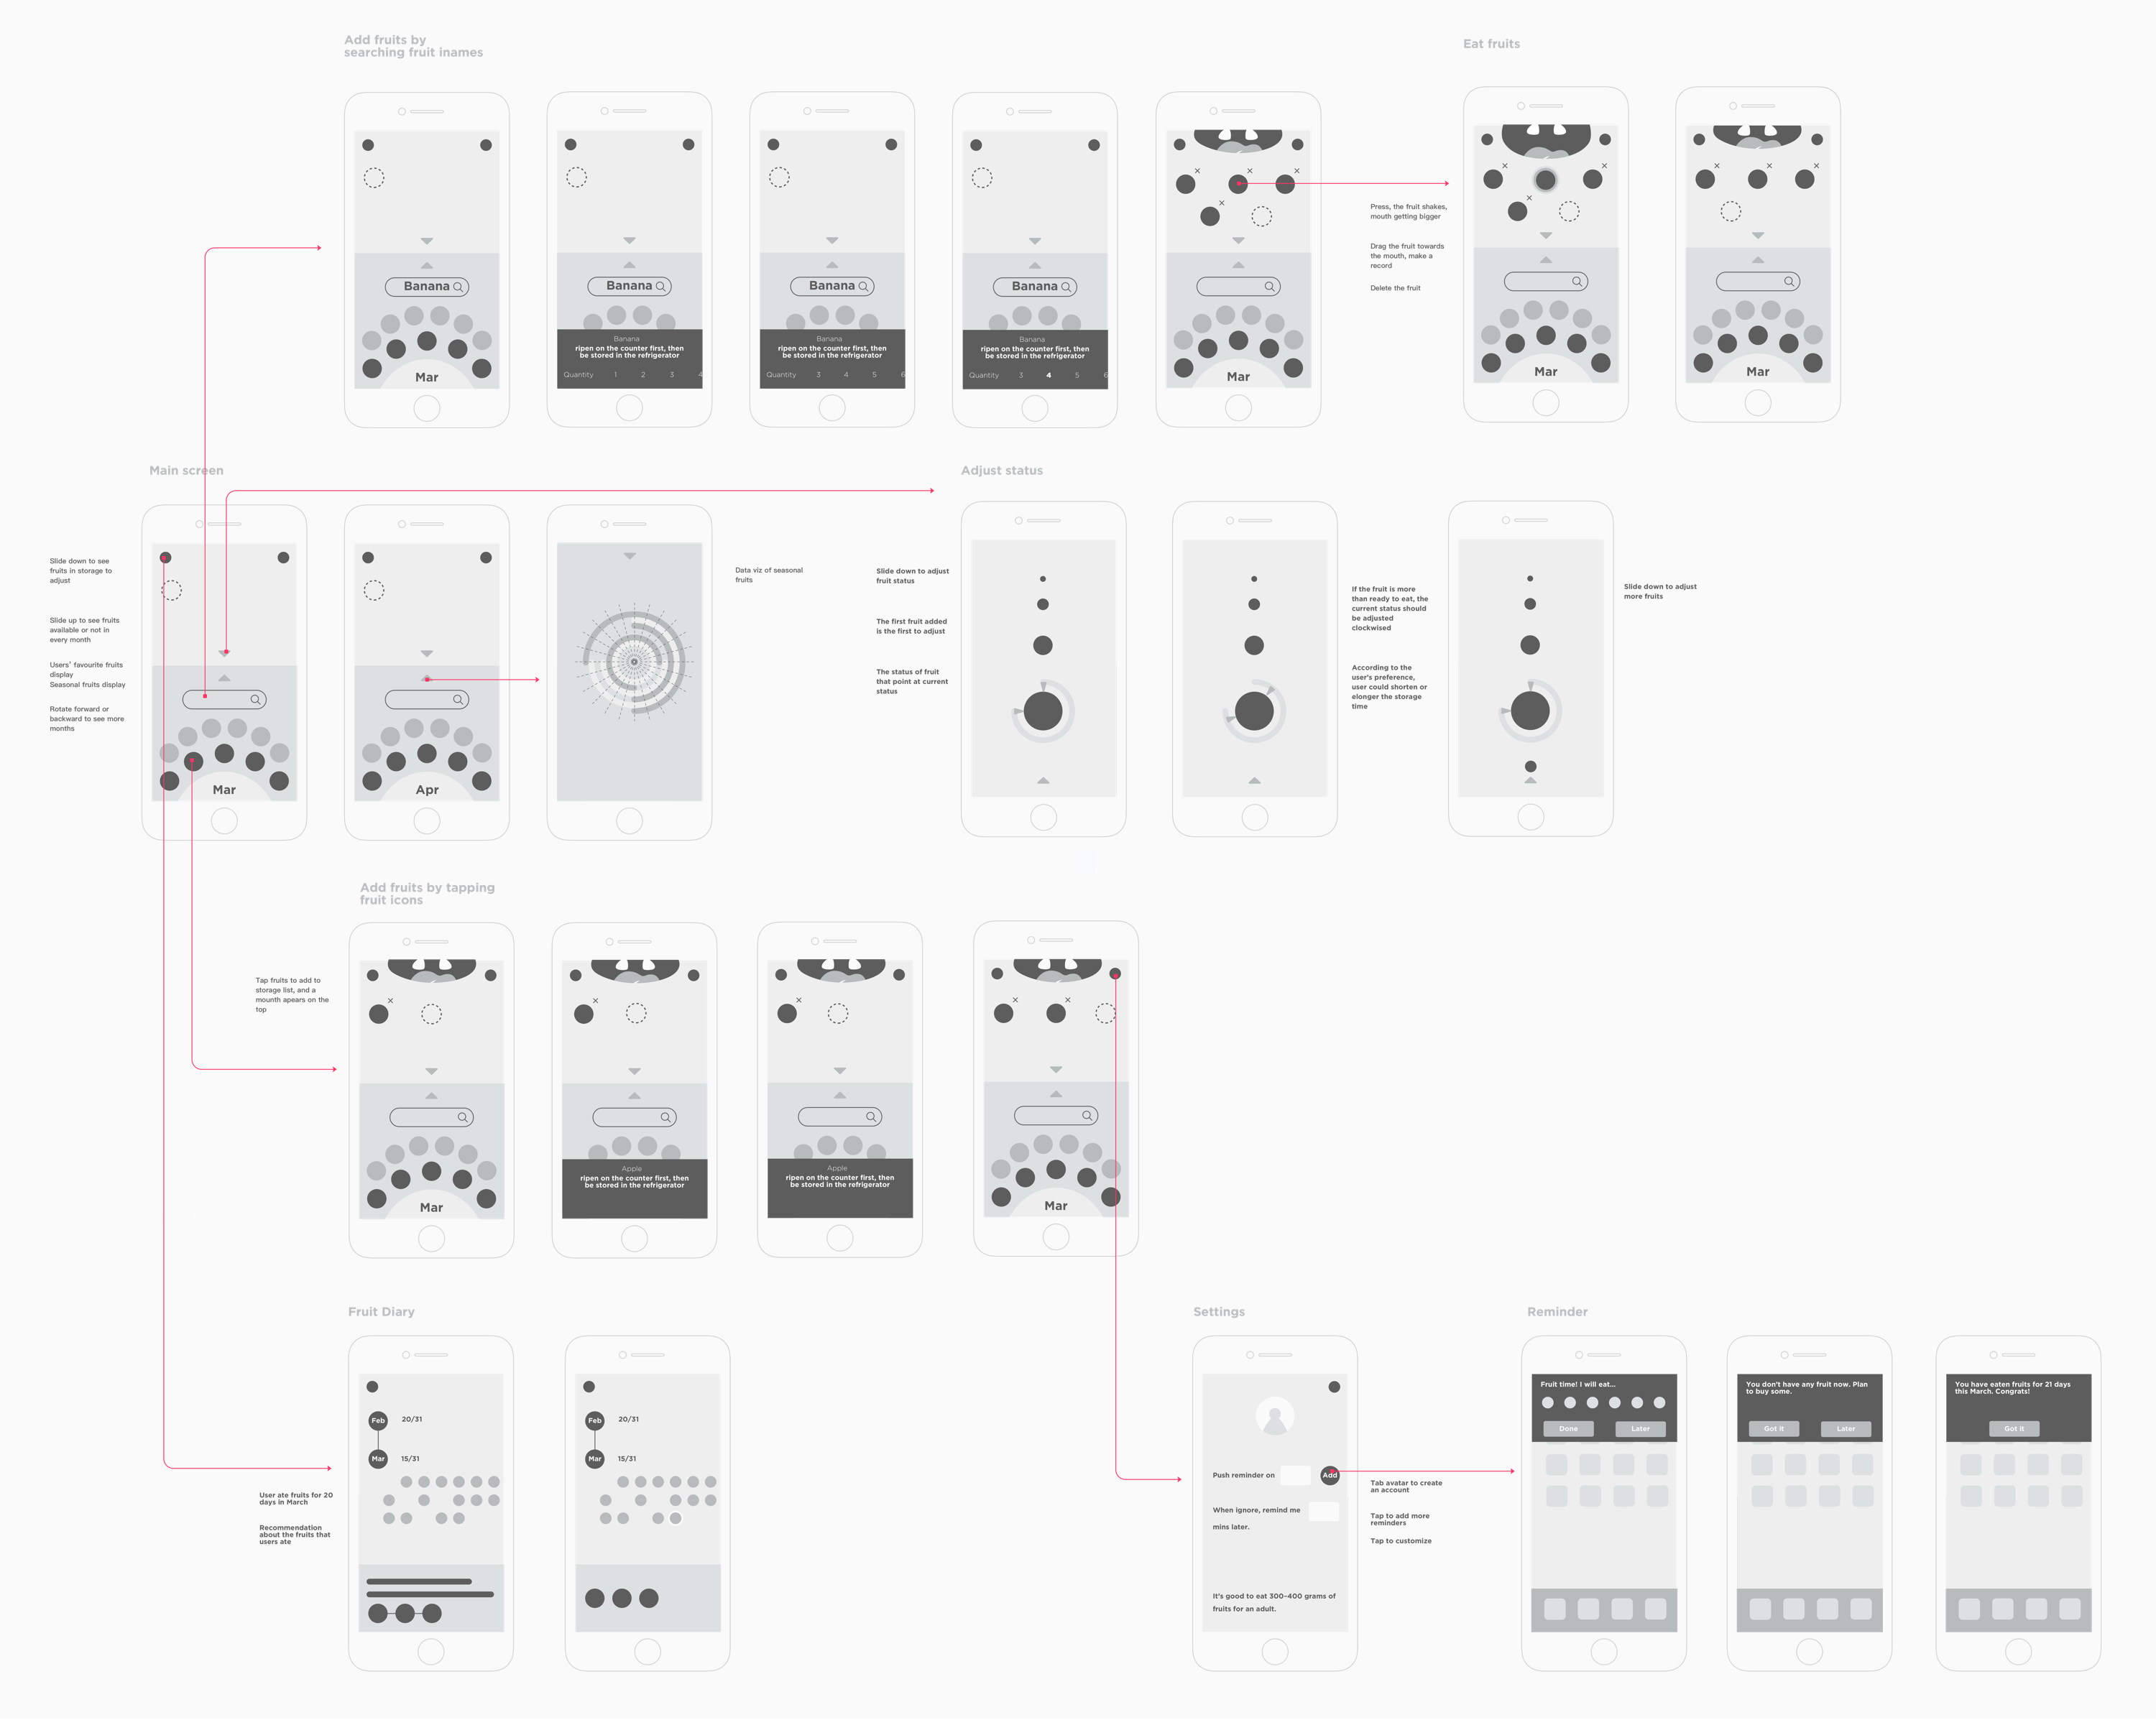 Add fruits by
searching fruit inames
Eat fruits
Banana
Banana
Banana
ripen on the counter first, then
be stored in the refrigerator
Quantity 1 2 3 4
Banana
Banana
ripen on the counter first, then
be stored in the refrigerator
Quantity 3 4 5 6
Banana
Banana
ripen on the counter first, then
be stored in the refrigerator
Quantity 3 4 5 6
Mar
Mar
Press, the fruit shakes,
mouth getting bigger
Drag the fruit towards
the mouth, make a
record
Delete the fruit
Mar
Mar
Main screen
Adjust status
Slide down to see
fruits in storage to
adjust
Slide up to see fruits
available or not in
every month
Users' favourite fruits
display
Seasonal fruits display
Rotate forward or
backward to see more
months
Mar
Apr
Data viz of seasonal
fruits
Slide down to adjust
fruit status
The first fruit added
is the first to adjust
The status of fruit
that point at current
status
If the fruit is more
than ready to eat, the
current status should
be adjusted
clockwised
According to the
user's preference,
user could shorten or
elonger the storage
time
Slide down to adjust
more fruits
Add fruits by tapping
fruit icons
Tap fruits to add to
storage list, and a
mounth apears on the
top
Mar
Apple
ripen on the counter first, then
be stored in the refrigerator
Apple
ripen on the counter first, then
be stored in the refrigerator
Mar
Fruit Diary
Settings
Reminder
User ate fruits for 20
days in March
Recommendation
about the fruits that
users ate
Feb 20/31
Mar 15/31
Feb 20/31
Mar 15/31
Push reminder on Add
When ignore, remind me
mins later.
It's good to eat 300-400 grams of
fruits for an adult.
Tab avatar to create
an account
Tap to add more
reminders
Tap to customize
Fruit time! I will eat...
Done Later
You don't have any fruit now. Plan
to buy some.
Got it Later
You have eaten fruits for 21 days
this March. Congrats!
Got it